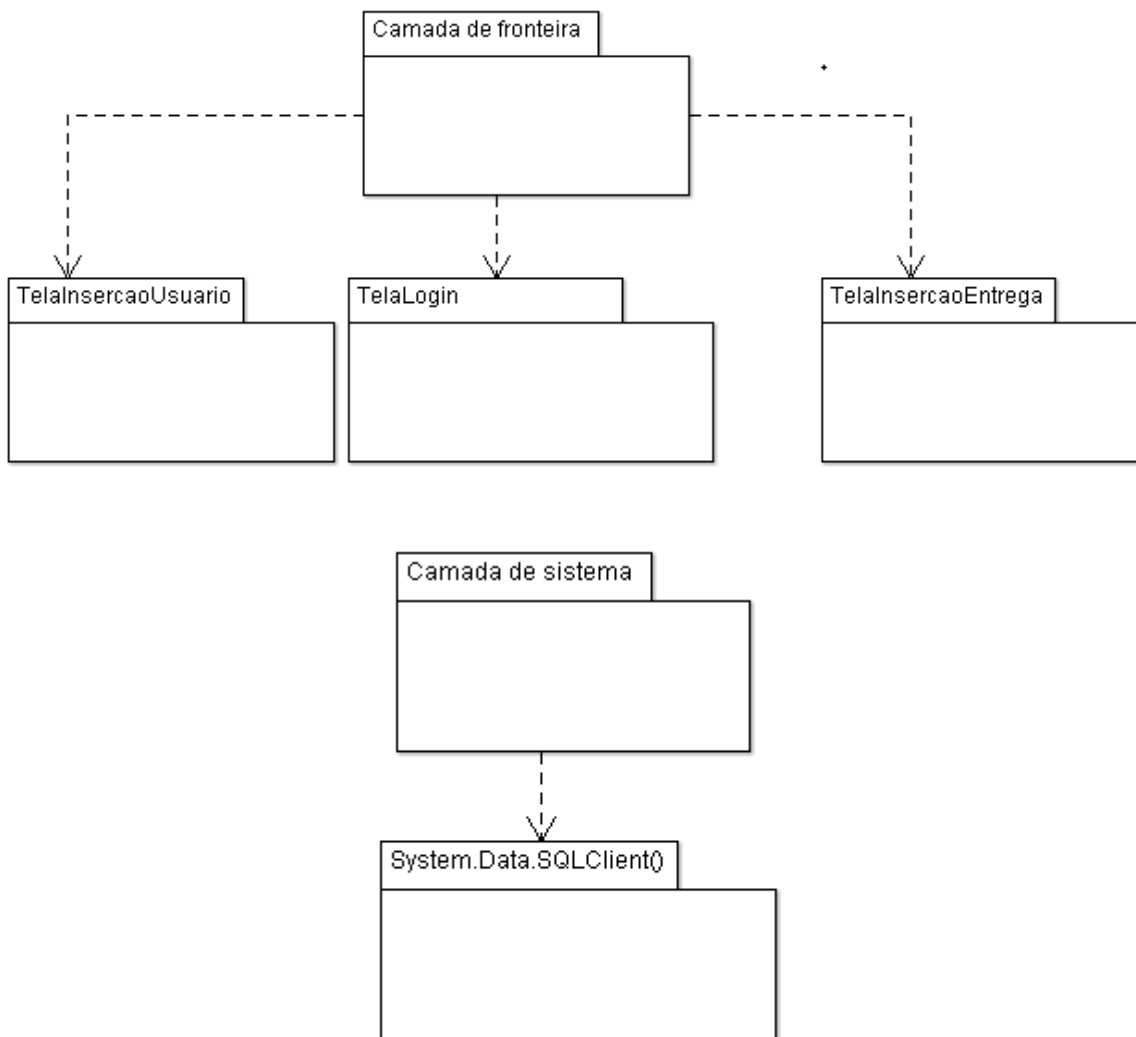 Camada de fronteira
TelaInsercaoUsuario
TelaLogin
TelaInsercaoEntrega
Camada de sistema
System.Data.SQLClient()